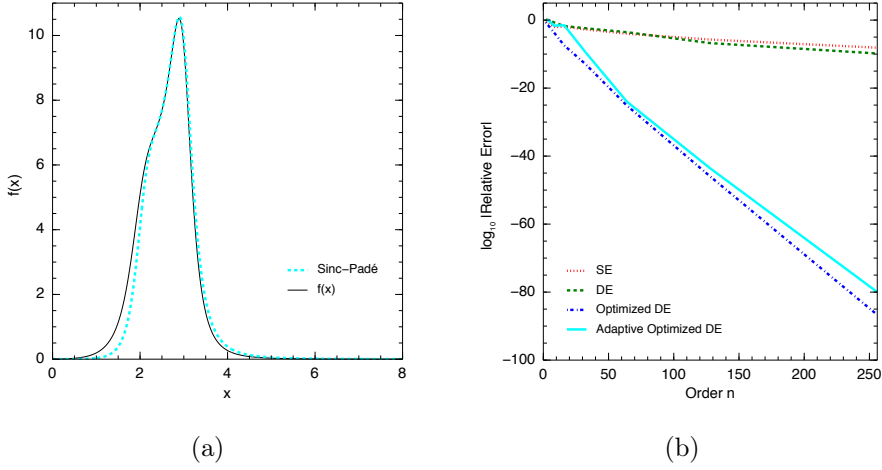 10
8
6
4
2
0
0
2
4
6
8
f(x)
x
Sinc−Padé
f(x)
(a)
0
−20
−40
−60
−80
−100
0
50
100
150
200
250
log₁₀ |Relative Error|
Order n
SE
DE
Optimized DE
Adaptive Optimized DE
(b)